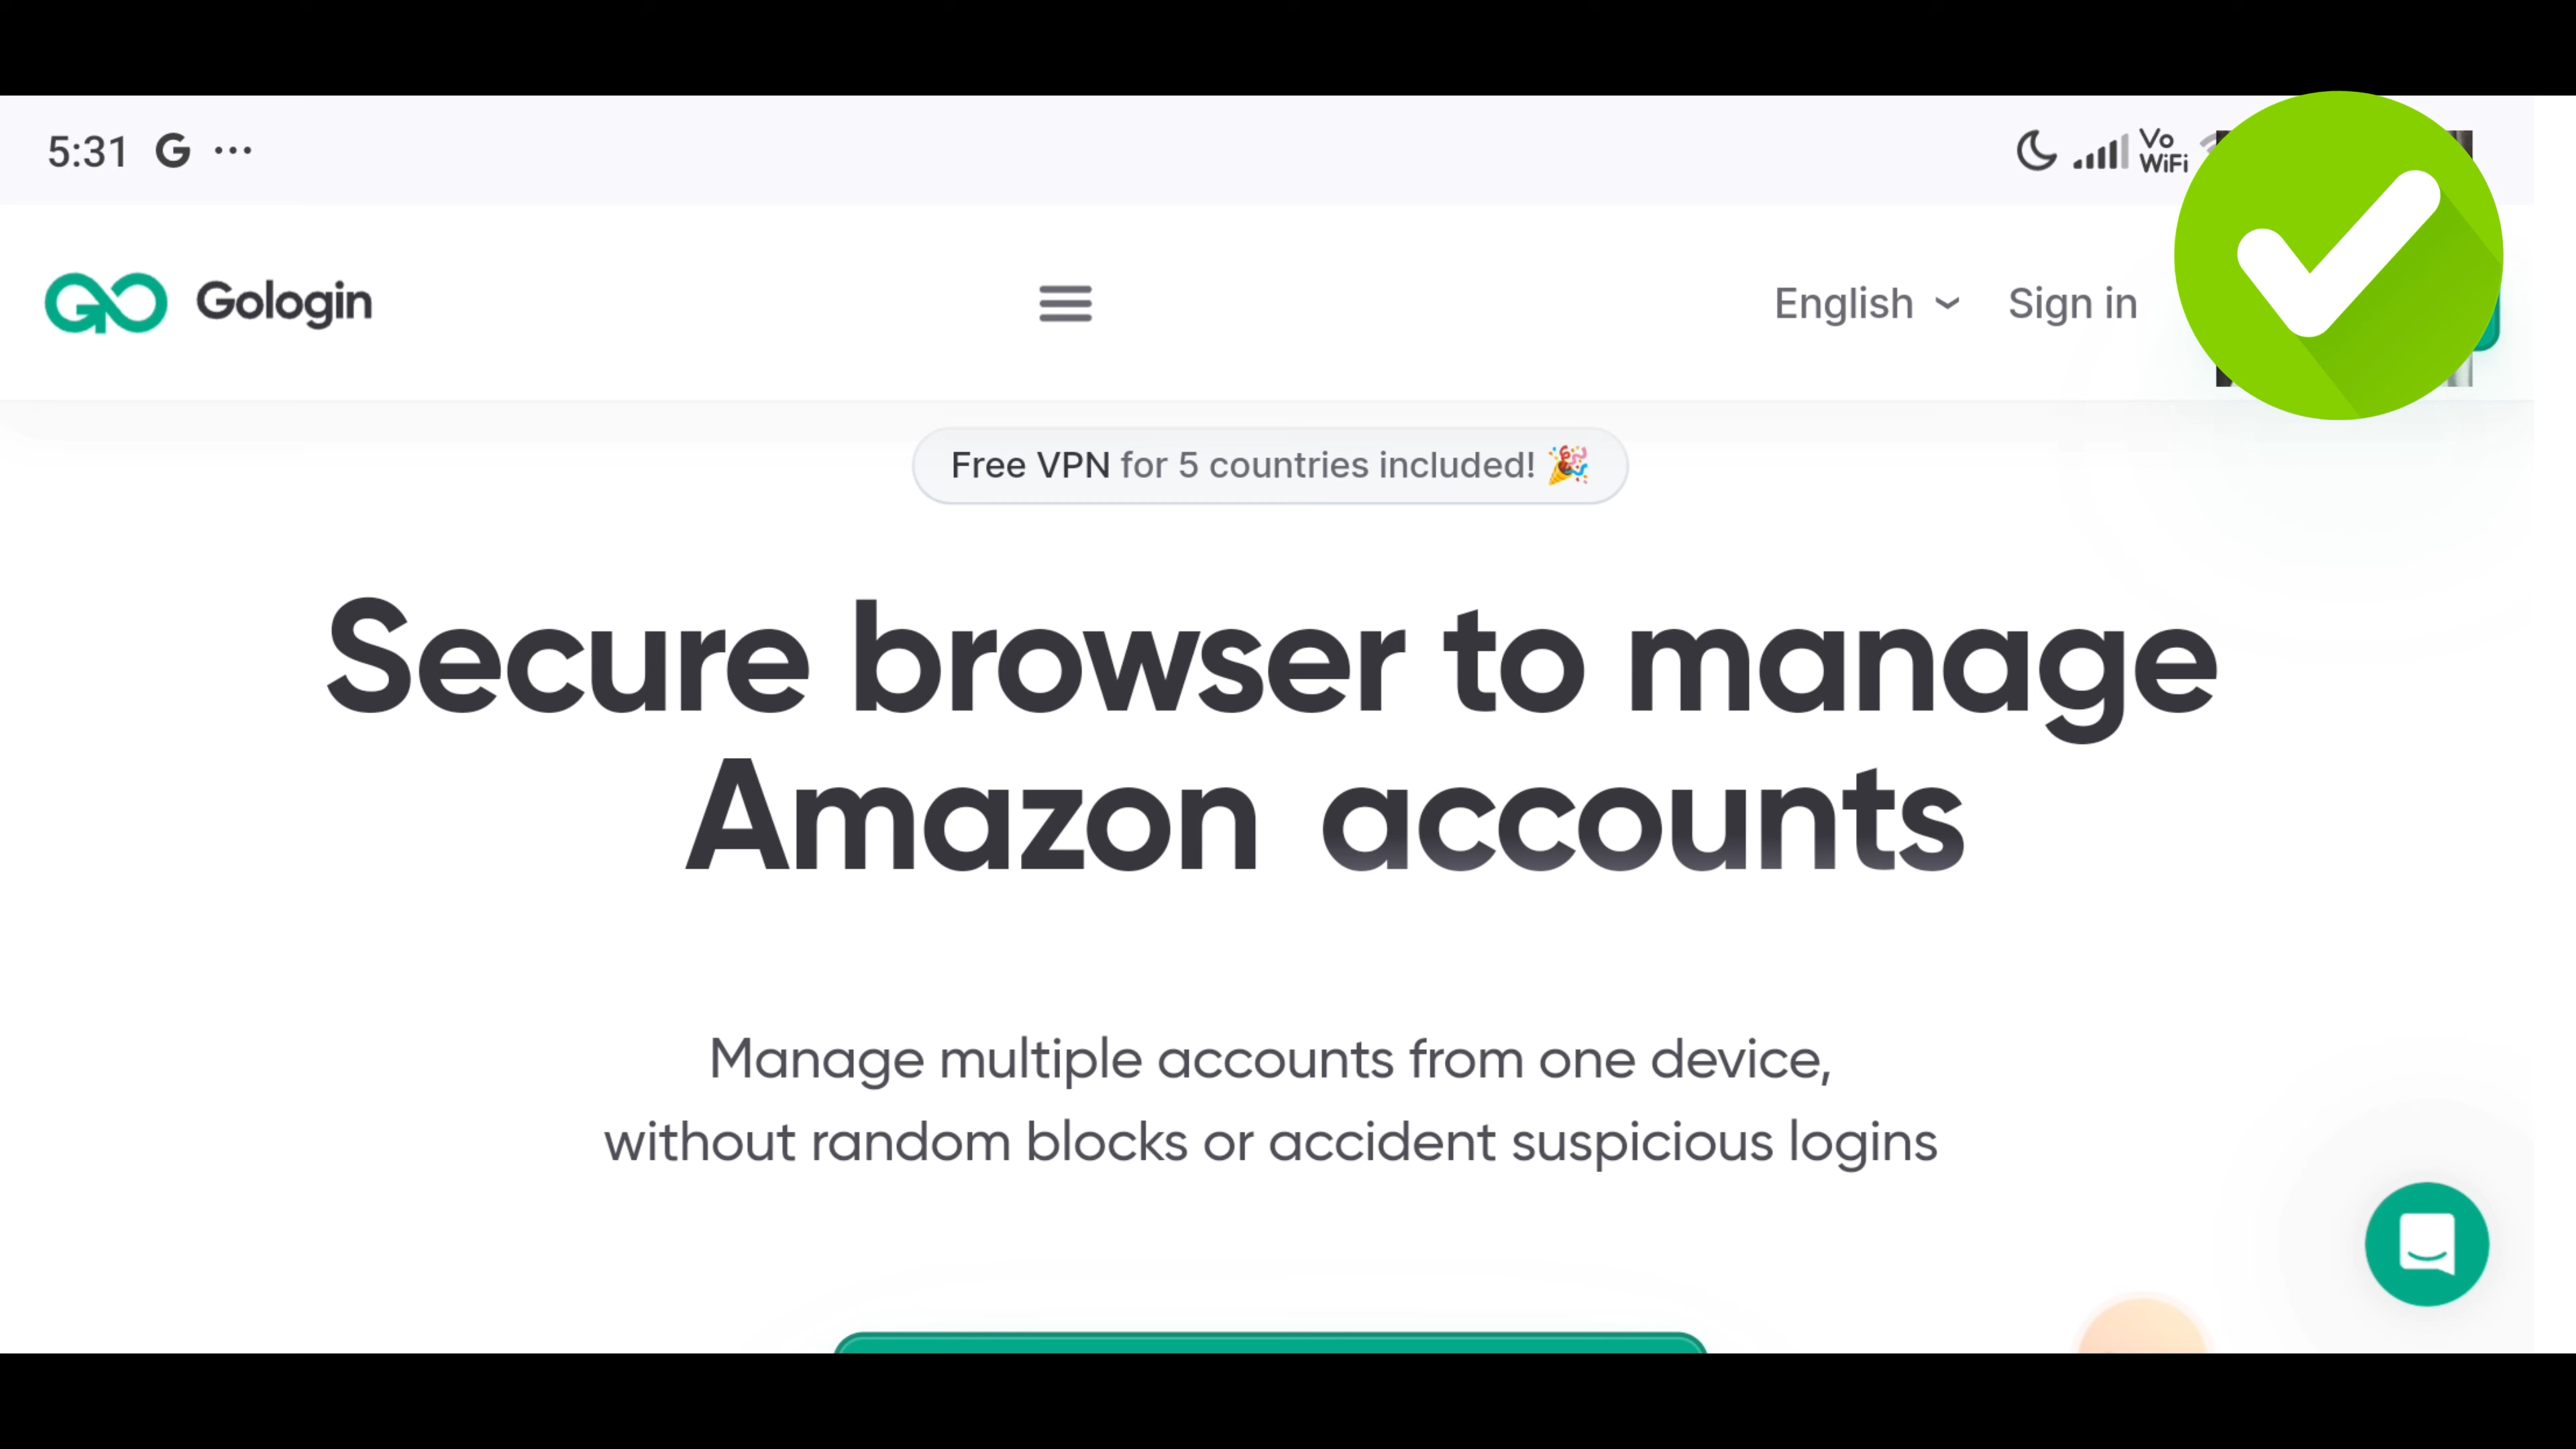 5:31 G ...
Vo
WiFi
GO Gologin
English Sign in
Free VPN for 5 countries included! 🎉
Secure browser to manage
Amazon accounts
Manage multiple accounts from one device,
without random blocks or accident suspicious logins